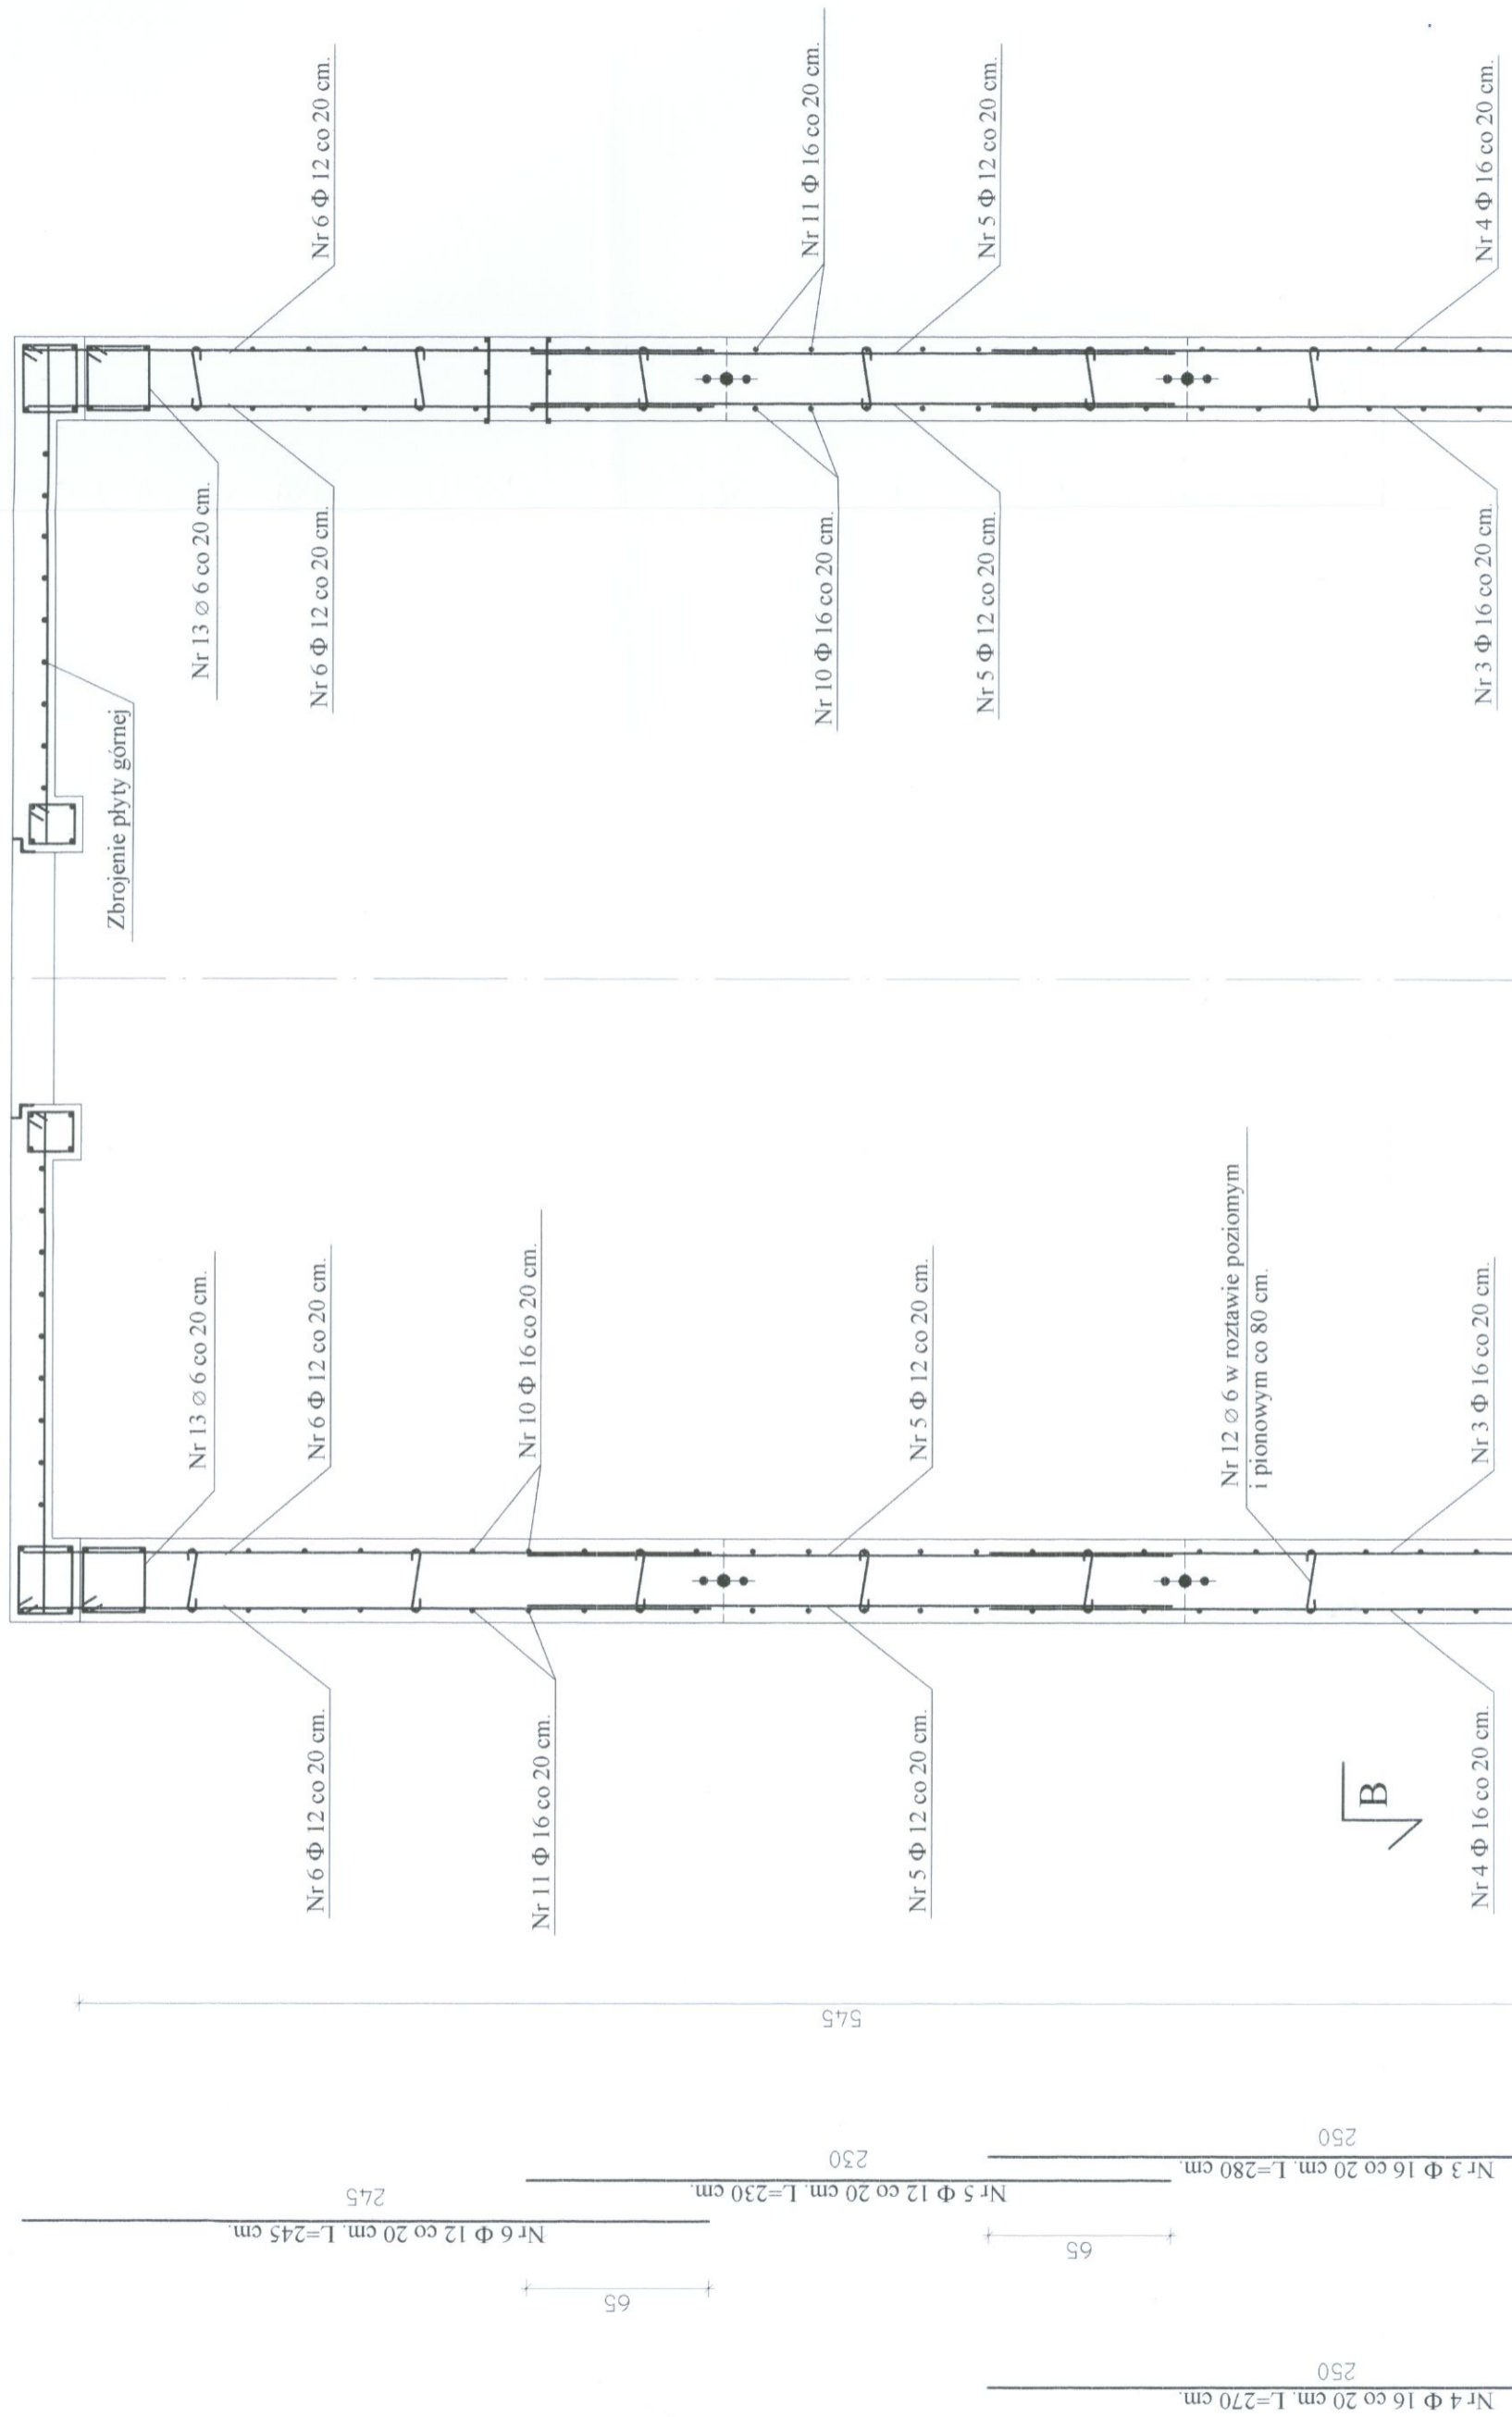 Nr 6 Φ 12 co 20 cm.
Nr 11 Φ 16 co 20 cm.
Nr 5 Φ 12 co 20 cm.
Nr 4 Φ 16 co 20 cm.
Nr 13 ⌀ 6 co 20 cm.
Nr 6 Φ 12 co 20 cm.
Nr 10 Φ 16 co 20 cm.
Nr 5 Φ 12 co 20 cm.
Nr 3 Φ 16 co 20 cm.
Zbrojenie płyty górnej
Nr 13 ⌀ 6 co 20 cm.
Nr 6 Φ 12 co 20 cm.
Nr 10 Φ 16 co 20 cm.
Nr 5 Φ 12 co 20 cm.
Nr 12 ⌀ 6 w roztawie poziomym
i pionowym co 80 cm.
Nr 3 Φ 16 co 20 cm.
Nr 6 Φ 12 co 20 cm.
Nr 11 Φ 16 co 20 cm.
Nr 5 Φ 12 co 20 cm.
B
Nr 4 Φ 16 co 20 cm.
545
250
Nr 3 Φ 16 co 20 cm. L=280 cm.
230
Nr 5 Φ 12 co 20 cm. L=230 cm.
245
Nr 6 Φ 12 co 20 cm. L=245 cm.
65
65
250
Nr 4 Φ 16 co 20 cm. L=270 cm.